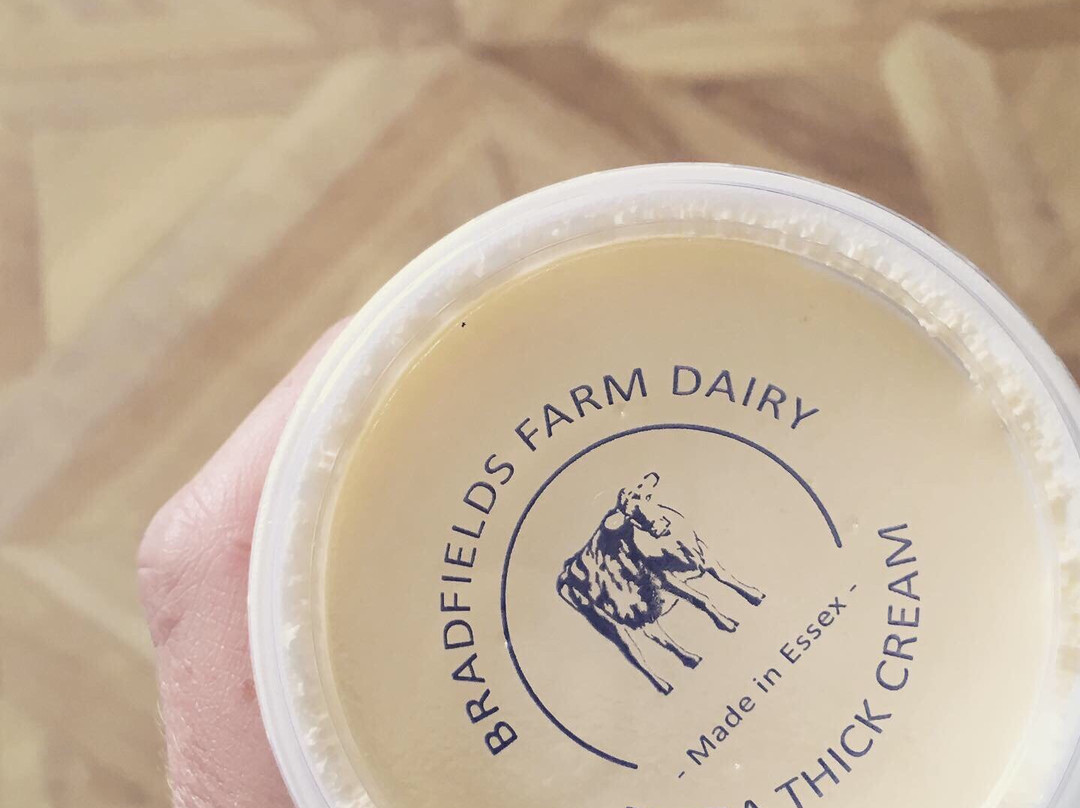 BRADFIELDS FARM DAIRY
- Made in Essex -
THICK CREAM